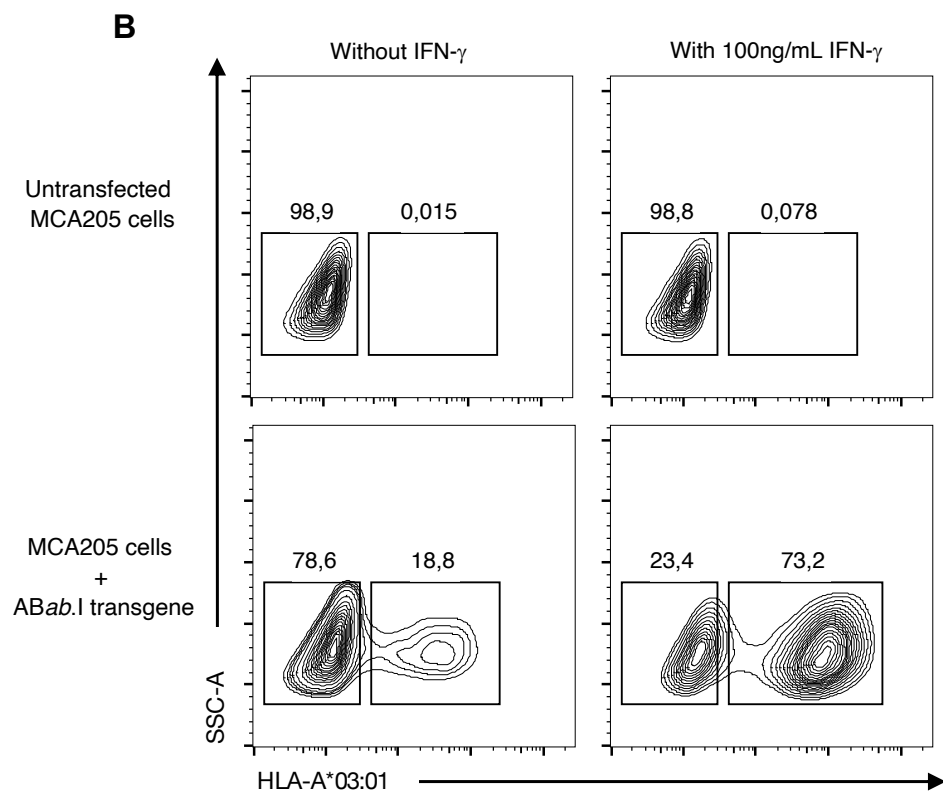 B
Without IFN-γ
With 100ng/mL IFN-γ
Untransfected
MCA205 cells
98,9
0,015
98,8
0,078
MCA205 cells
+
ABab.I transgene
78,6
18,8
23,4
73,2
SSC-A
HLA-A*03:01